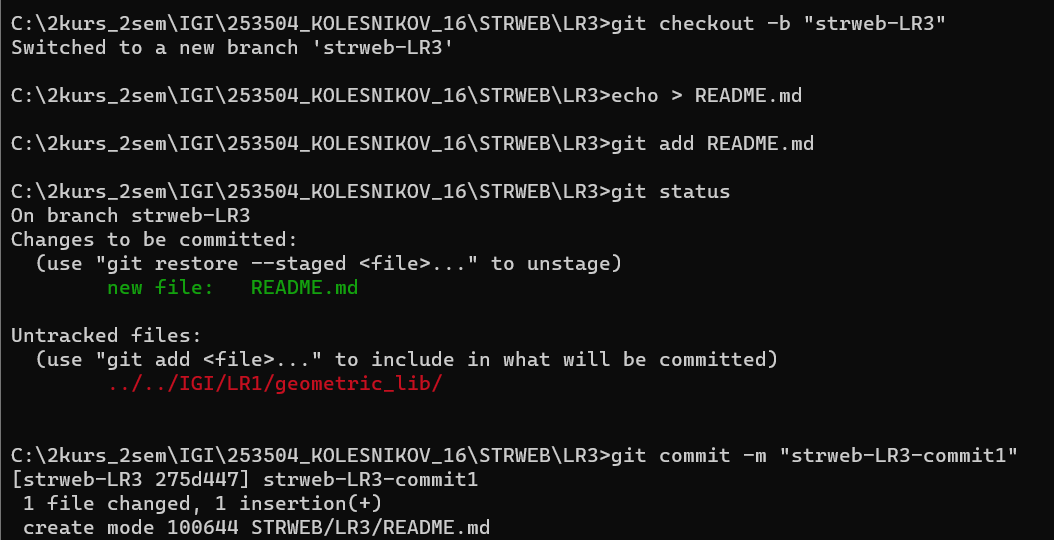 C:\2kurs_2sem\IGI\253504_KOLESNIKOV_16\STRWEB\LR3>git checkout -b "strweb-LR3"
Switched to a new branch 'strweb-LR3'
C:\2kurs_2sem\IGI\253504_KOLESNIKOV_16\STRWEB\LR3>echo > README.md
C:\2kurs_2sem\IGI\253504_KOLESNIKOV_16\STRWEB\LR3>git add README.md
C:\2kurs_2sem\IGI\253504_KOLESNIKOV_16\STRWEB\LR3>git status
On branch strweb-LR3
Changes to be committed:
  (use "git restore --staged <file>..." to unstage)
        new file:   README.md
Untracked files:
  (use "git add <file>..." to include in what will be committed)
        ../../IGI/LR1/geometric_lib/
C:\2kurs_2sem\IGI\253504_KOLESNIKOV_16\STRWEB\LR3>git commit -m "strweb-LR3-commit1"
[strweb-LR3 275d447] strweb-LR3-commit1
 1 file changed, 1 insertion(+)
 create mode 100644 STRWEB/LR3/README.md